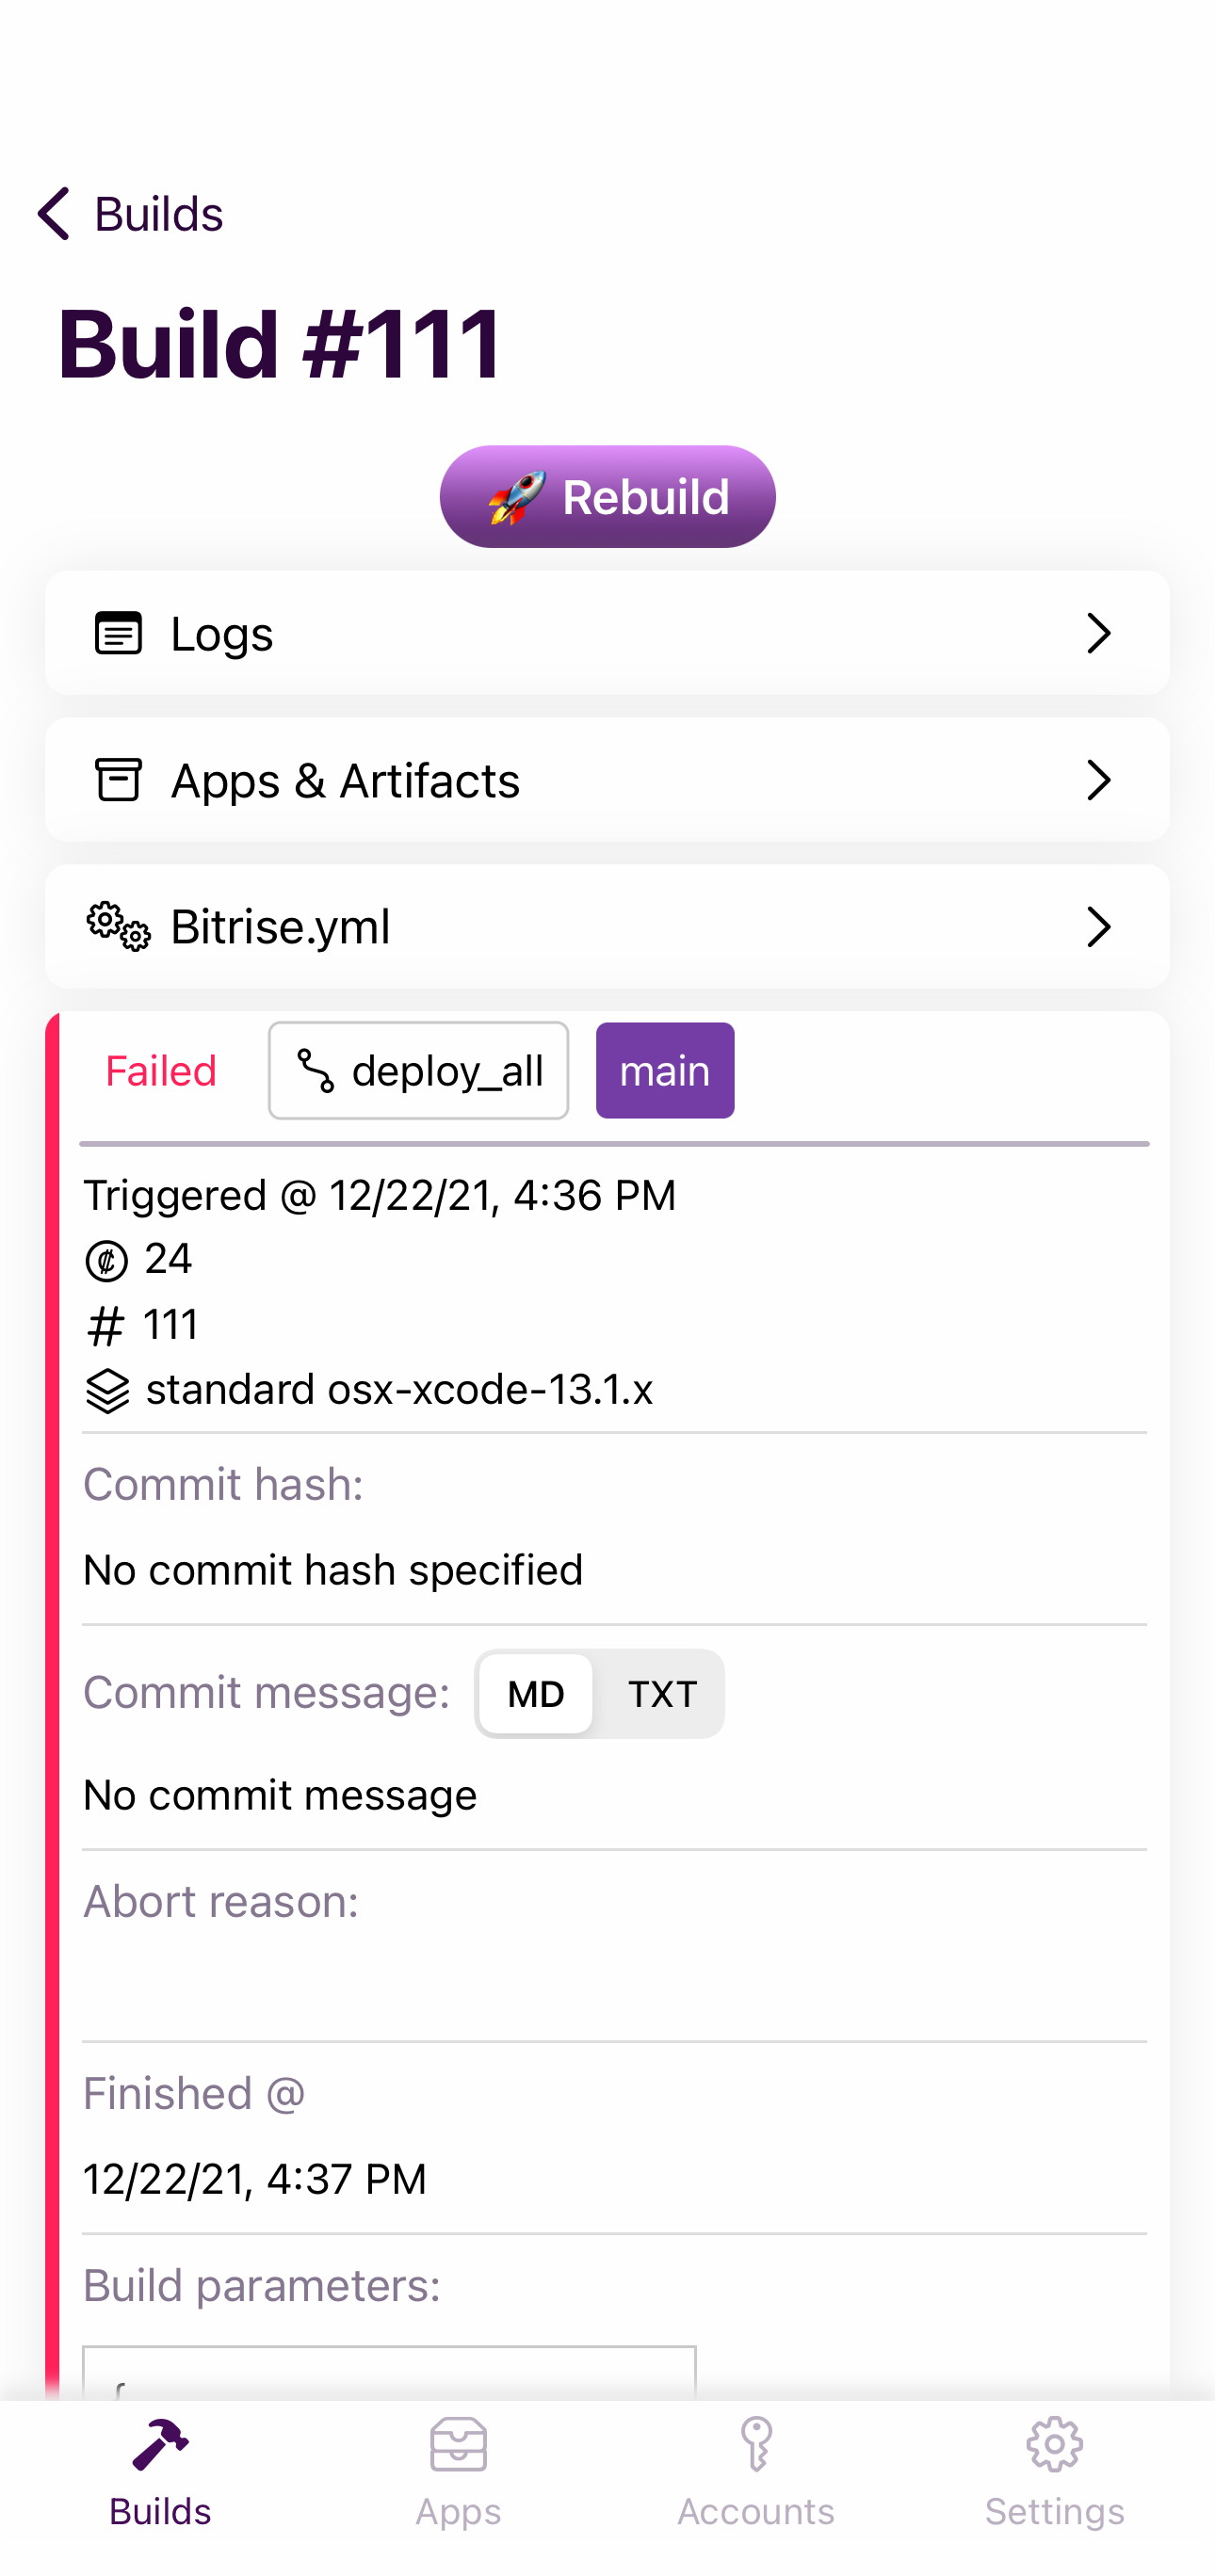 Builds
Build #111
🚀 Rebuild
Logs
Apps & Artifacts
Bitrise.yml
Failed deploy_all main
Triggered @ 12/22/21, 4:36 PM
24
# 111
standard osx-xcode-13.1.x
Commit hash:
No commit hash specified
Commit message: MD TXT
No commit message
Abort reason:
Finished @
12/22/21, 4:37 PM
Build parameters:
{
Builds Apps Accounts Settings